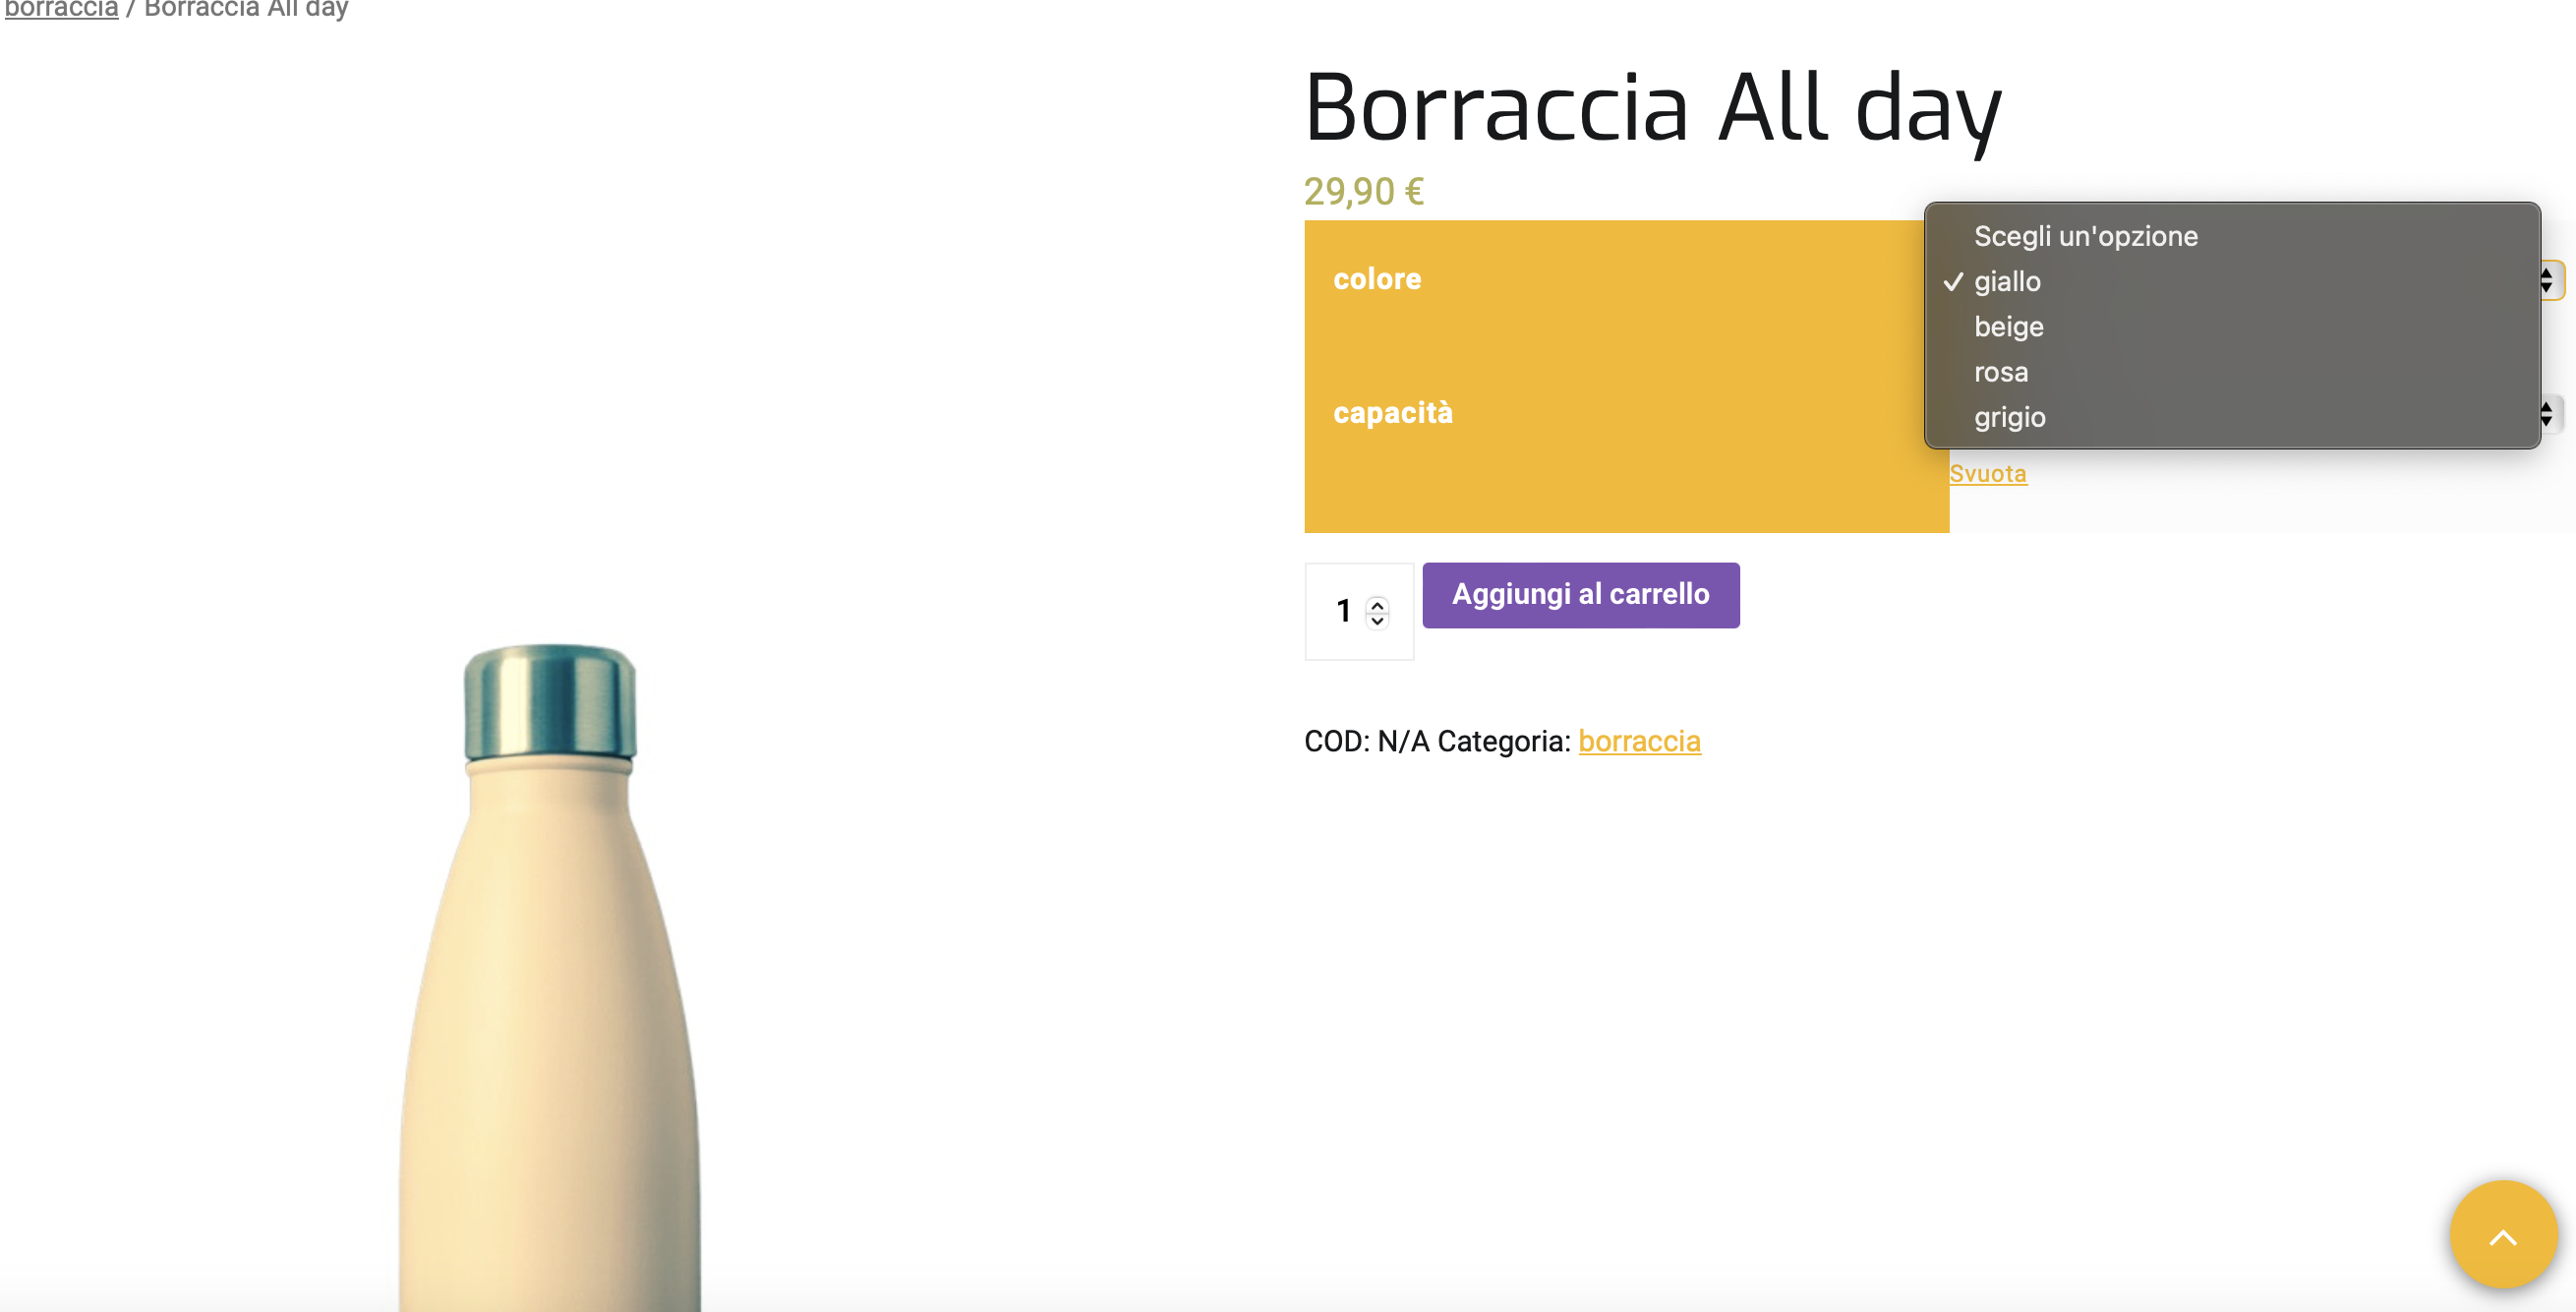 borraccia / Borraccia All day
Borraccia All day
29,90 €
colore
Scegli un'opzione
✓ giallo
beige
rosa
grigio
capacità
Svuota
1
Aggiungi al carrello
COD: N/A Categoria: borraccia